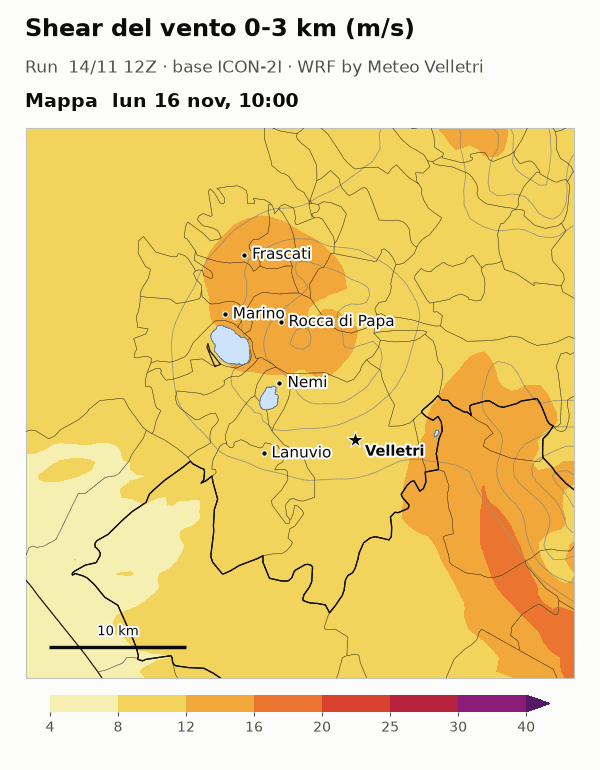 Shear del vento 0-3 km (m/s)
Run 14/11 12Z · base ICON-2I · WRF by Meteo Velletri
Mappa lun 16 nov, 10:00
Frascati
Marino
Rocca di Papa
Nemi
Velletri
Lanuvio
10 km
4 8 12 16 20 25 30 40